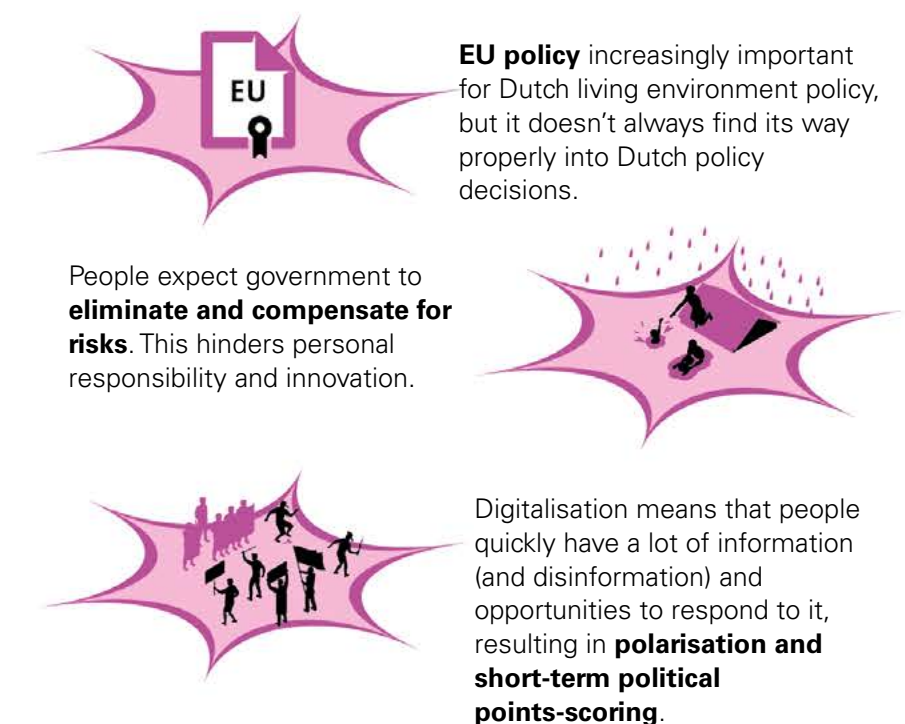 EU
EU policy increasingly important
for Dutch living environment policy,
but it doesn't always find its way
properly into Dutch policy
decisions.
People expect government to
eliminate and compensate for
risks. This hinders personal
responsibility and innovation.
Digitalisation means that people
quickly have a lot of information
(and disinformation) and
opportunities to respond to it,
resulting in polarisation and
short-term political
points-scoring.